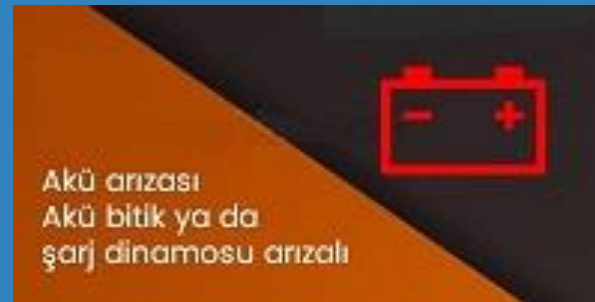 Akü arızası
Akü bitik ya da
şarj dinamosu arızalı